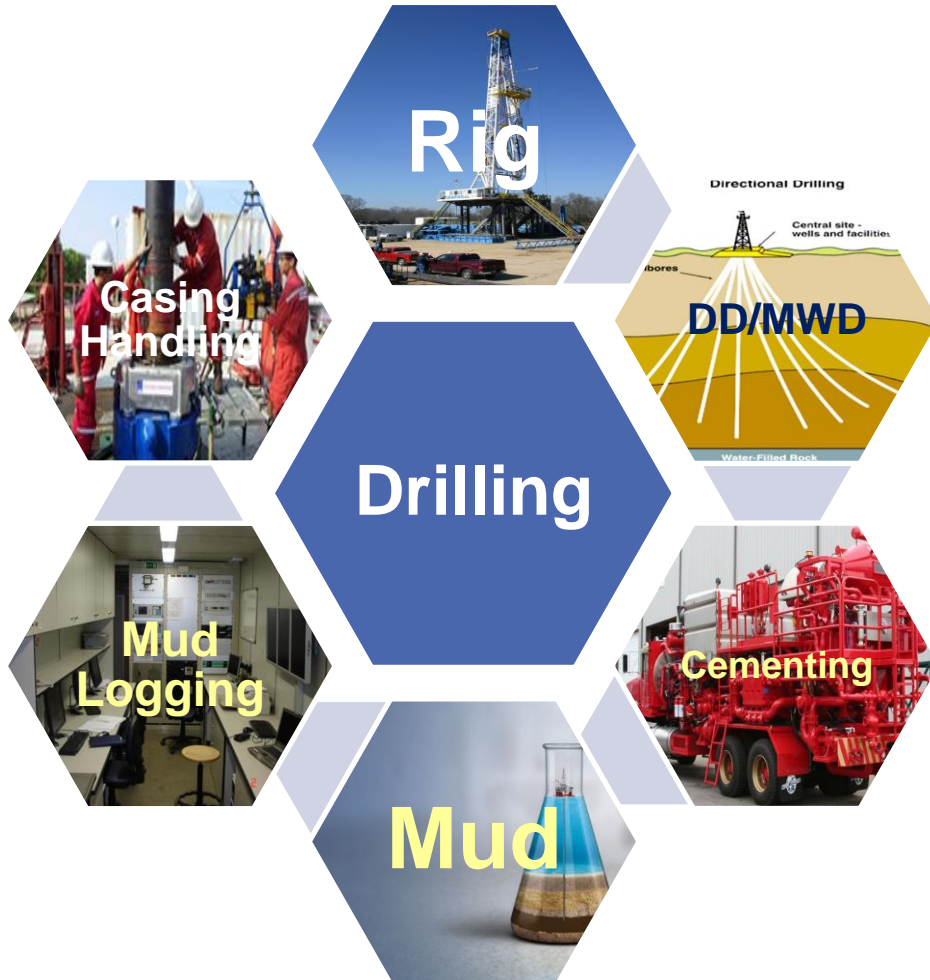 Rig
Directional Drilling
Central site -
wells and facilities
bores
DD/MWD
Water-Filled Rock
Casing
Handling
Drilling
Mud
Logging
Cementing
Mud